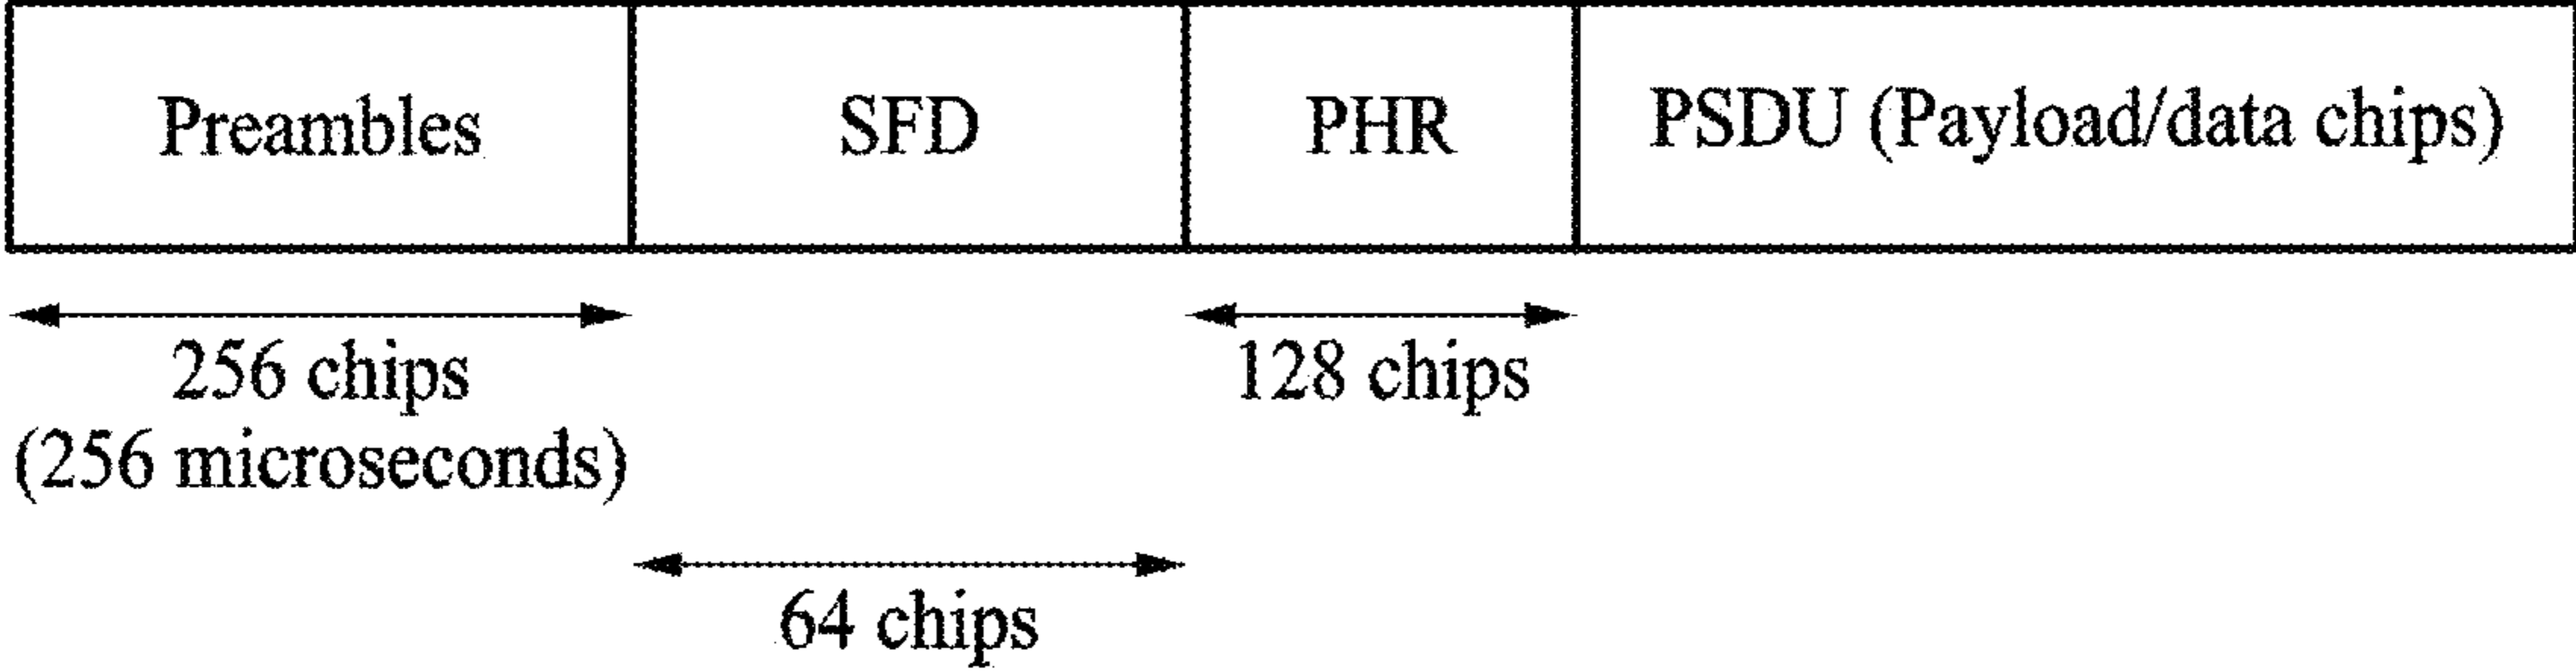 Preambles
SFD
PHR
PSDU (Payload/data chips)
256 chips
(256 microseconds)
128 chips
64 chips